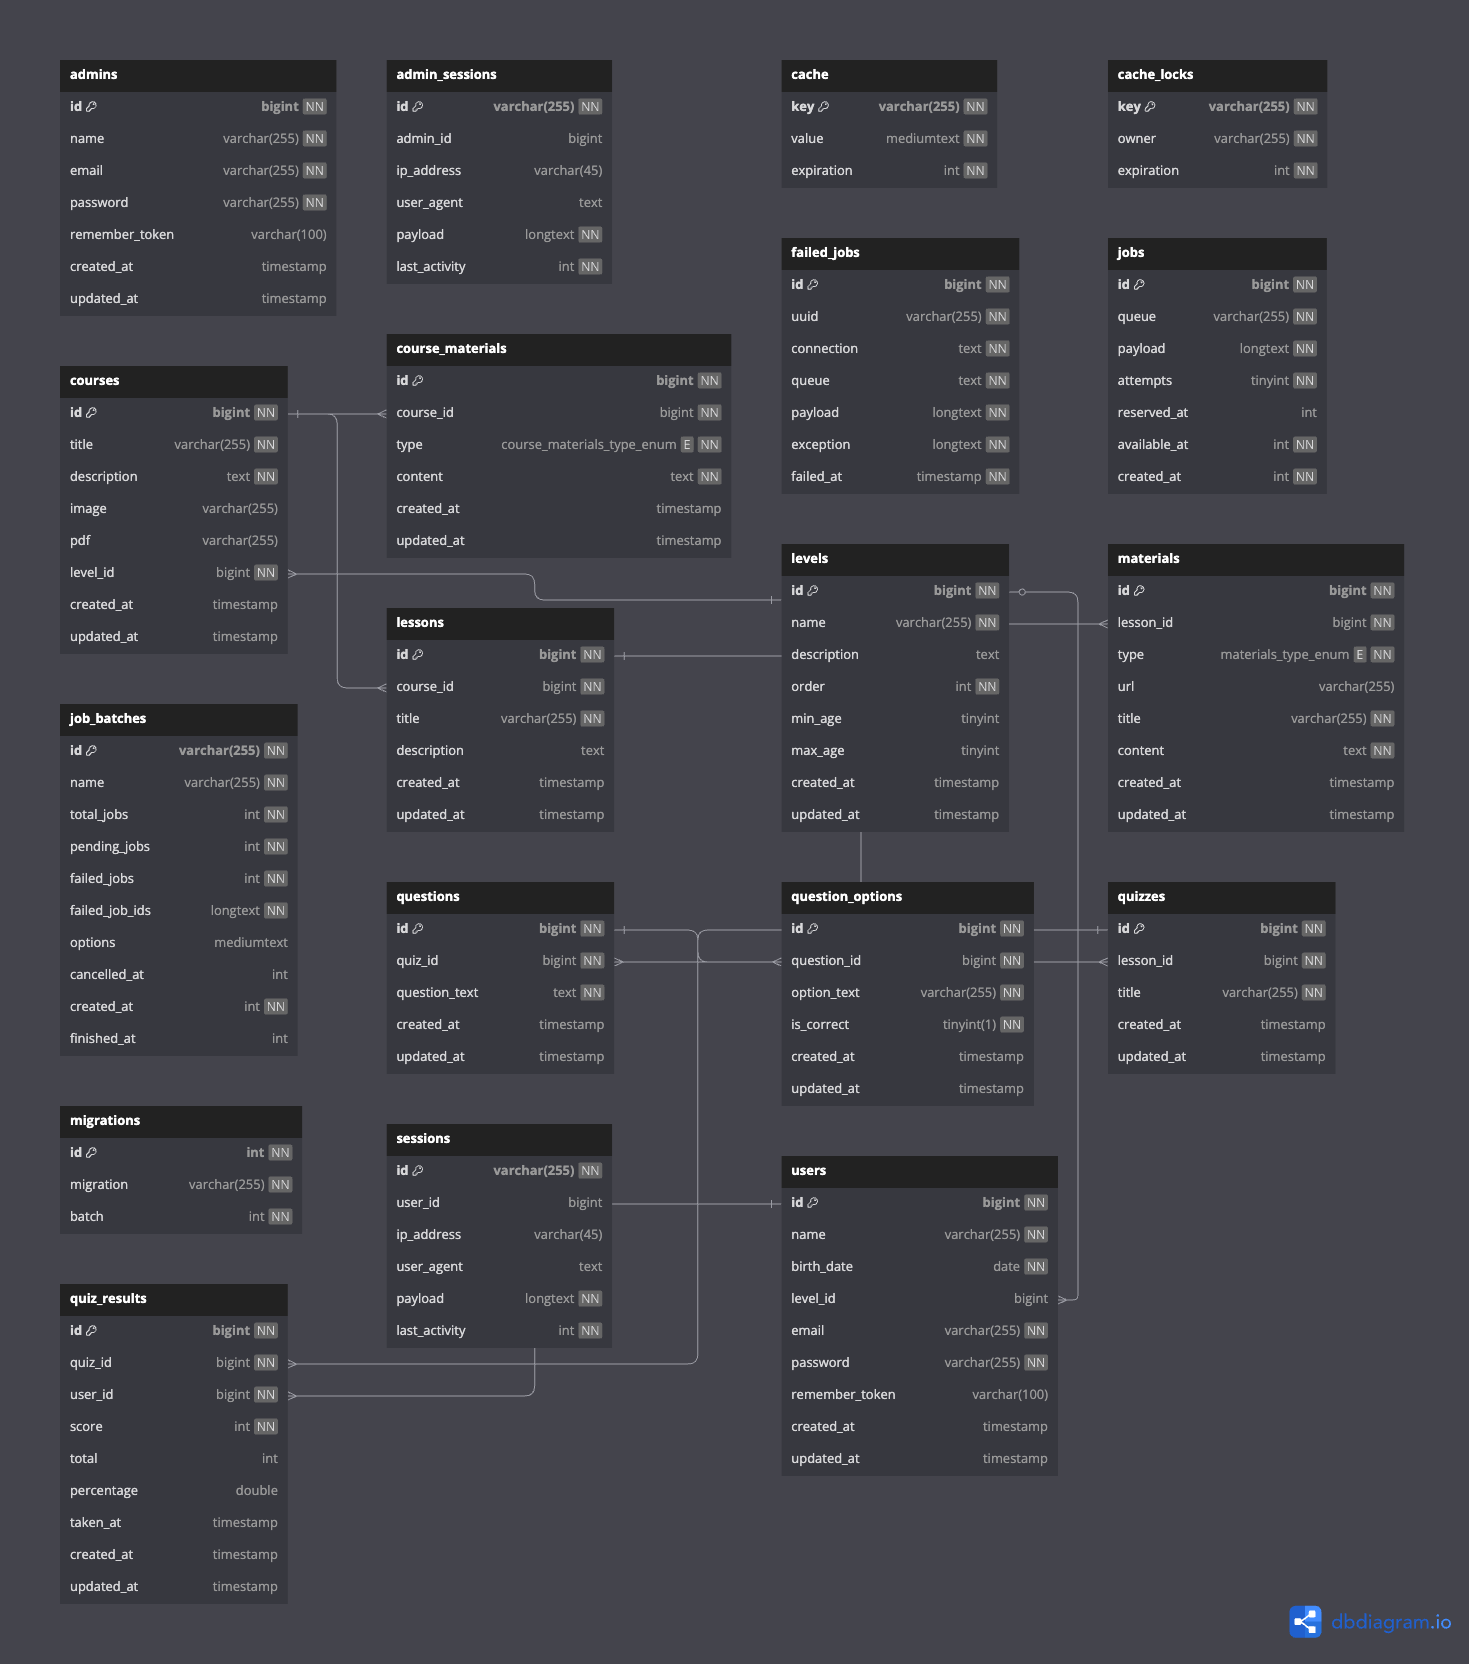 admins
id bigint NN
name varchar(255) NN
email varchar(255) NN
password varchar(255) NN
remember_token varchar(100)
created_at timestamp
updated_at timestamp
admin_sessions
id varchar(255) NN
admin_id bigint
ip_address varchar(45)
user_agent text
payload longtext NN
last_activity int NN
cache
key varchar(255) NN
value mediumtext NN
expiration int NN
cache_locks
key varchar(255) NN
owner varchar(255) NN
expiration int NN
failed_jobs
id bigint NN
uuid varchar(255) NN
connection text NN
queue text NN
payload longtext NN
exception longtext NN
failed_at timestamp NN
jobs
id bigint NN
queue varchar(255) NN
payload longtext NN
attempts tinyint NN
reserved_at int
available_at int NN
created_at int NN
courses
id bigint NN
title varchar(255) NN
description text NN
image varchar(255)
pdf varchar(255)
level_id bigint NN
created_at timestamp
updated_at timestamp
course_materials
id bigint NN
course_id bigint NN
type course_materials_type_enum E NN
content text NN
created_at timestamp
updated_at timestamp
levels
id bigint NN
name varchar(255) NN
description text
order int NN
min_age tinyint
max_age tinyint
created_at timestamp
updated_at timestamp
materials
id bigint NN
lesson_id bigint NN
type materials_type_enum E NN
url varchar(255)
title varchar(255) NN
content text NN
created_at timestamp
updated_at timestamp
lessons
id bigint NN
course_id bigint NN
title varchar(255) NN
description text
created_at timestamp
updated_at timestamp
job_batches
id varchar(255) NN
name varchar(255) NN
total_jobs int NN
pending_jobs int NN
failed_jobs int NN
failed_job_ids longtext NN
options mediumtext
cancelled_at int
created_at int NN
finished_at int
questions
id bigint NN
quiz_id bigint NN
question_text text NN
created_at timestamp
updated_at timestamp
question_options
id bigint NN
question_id bigint NN
option_text varchar(255) NN
is_correct tinyint(1) NN
created_at timestamp
updated_at timestamp
quizzes
id bigint NN
lesson_id bigint NN
title varchar(255) NN
created_at timestamp
updated_at timestamp
migrations
id int NN
migration varchar(255) NN
batch int NN
sessions
id varchar(255) NN
user_id bigint
ip_address varchar(45)
user_agent text
payload longtext NN
last_activity int NN
users
id bigint NN
name varchar(255) NN
birth_date date NN
level_id bigint
email varchar(255) NN
password varchar(255) NN
remember_token varchar(100)
created_at timestamp
updated_at timestamp
quiz_results
id bigint NN
quiz_id bigint NN
user_id bigint NN
score int NN
total int
percentage double
taken_at timestamp
created_at timestamp
updated_at timestamp
dbdiagram.io